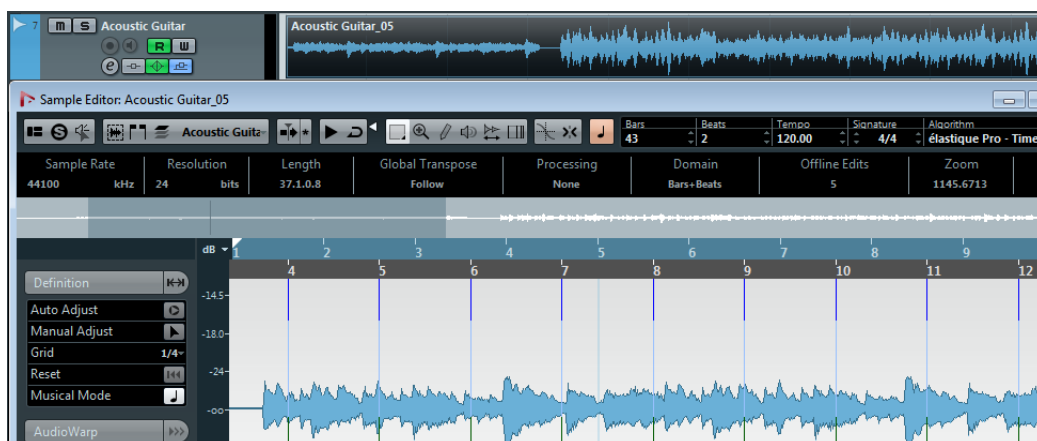 7 m S Acoustic Guitar
R W
e
Acoustic Guitar_05
Sample Editor: Acoustic Guitar_05
S Acoustic Guita *
Bars Beats Tempo Signature Algorithm
43 2 120.00 4/4 élastique Pro - Time
Sample Rate Resolution Length Global Transpose Processing Domain Offline Edits Zoom
44100 kHz 24 bits 37.1.0.8 Follow None Bars+Beats 5 1145.6713
dB 1 2 3 4 5 6 7 8 9
4 5 6 7 8 9 10 11 12
Definition
-14.5-
Auto Adjust
Manual Adjust
-18.0-
Grid 1/4
Reset
-24-
Musical Mode
-oo-
AudioWarp